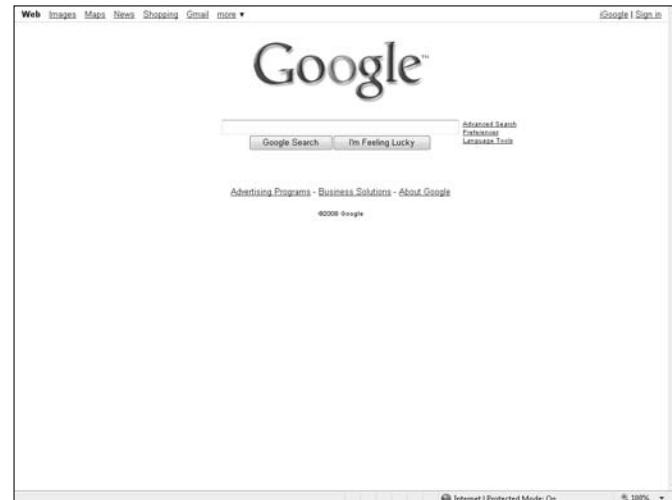 Web Images Maps News Shopping Gmail more ▼ iGoogle | Sign in
Google™
Advanced Search
Preferences
Language Tools
Google Search I'm Feeling Lucky
Advertising Programs - Business Solutions - About Google
©2008 Google
Internet | Protected Mode: On 100%